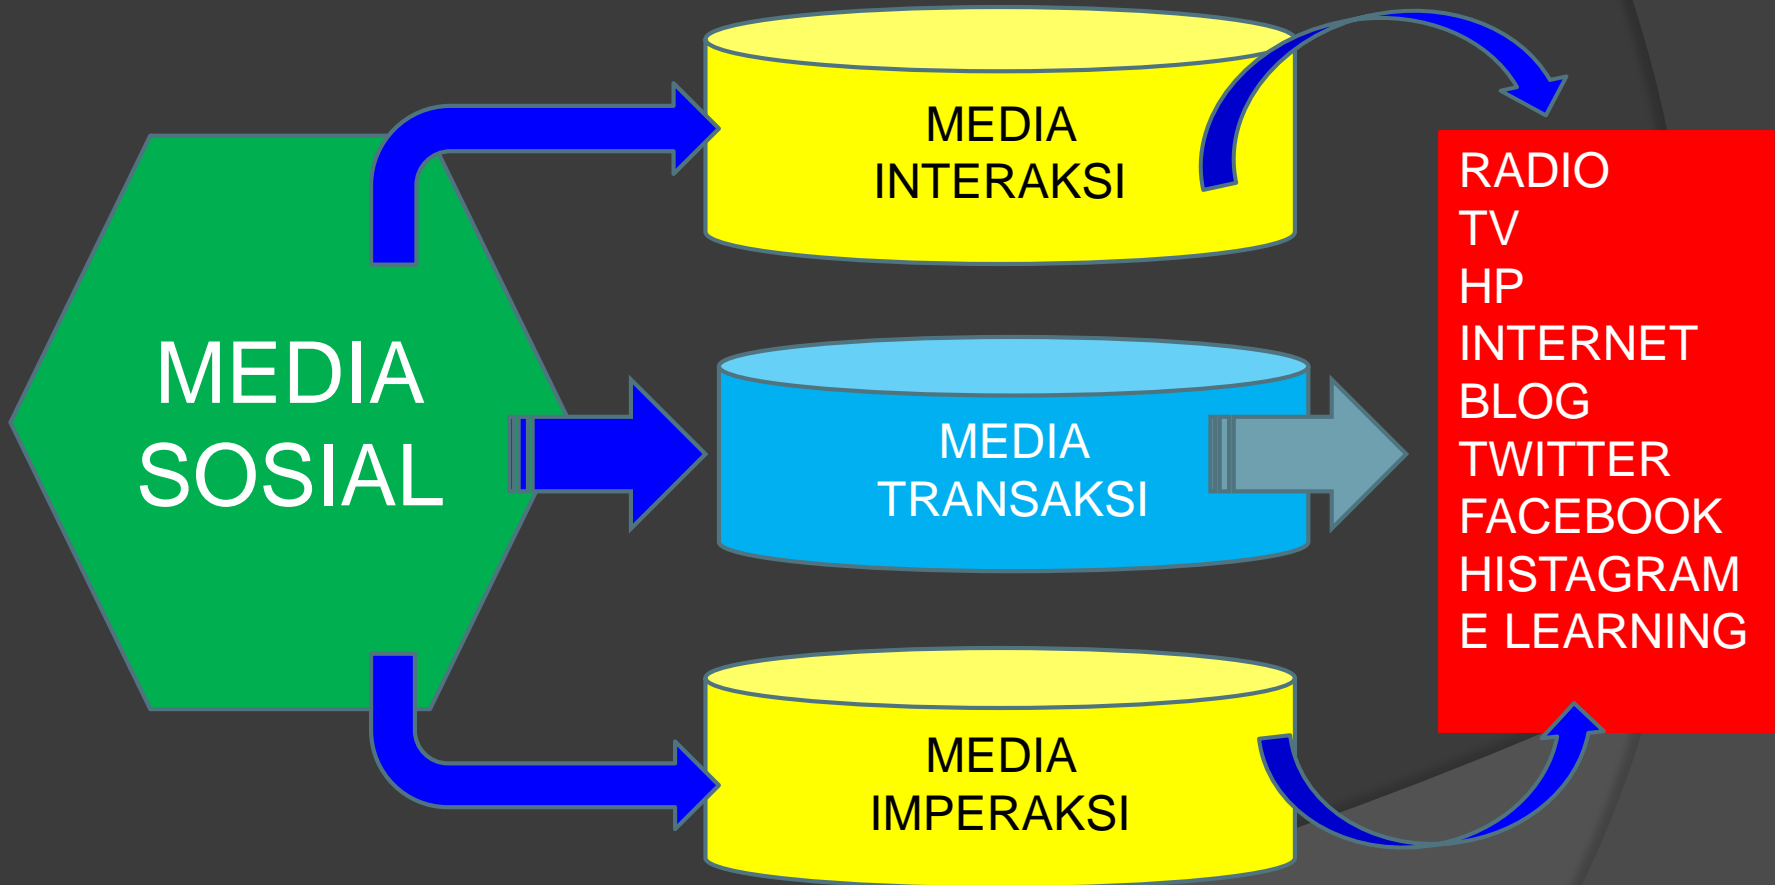 MEDIA
SOSIAL
MEDIA
INTERAKSI
MEDIA
TRANSAKSI
MEDIA
IMPERAKSI
RADIO
TV
HP
INTERNET
BLOG
TWITTER
FACEBOOK
HISTAGRAM
E LEARNING